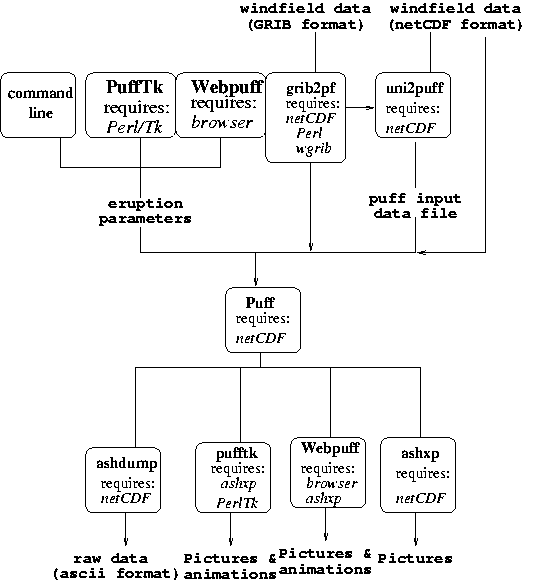 windfield data
(GRIB format)
windfield data
(netCDF format)
command
line
PuffTk
requires:
Perl/Tk
Webpuff
requires:
browser
grib2pf
requires:
netCDF
Perl
wgrib
uni2puff
requires:
netCDF
eruption
parameters
puff input
data file
Puff
requires:
netCDF
ashdump
requires:
netCDF
pufftk
requires:
ashxp
PerlTk
Webpuff
requires:
browser
ashxp
ashxp
requires:
netCDF
raw data
(ascii format)
Pictures &
animations
Pictures &
animations
Pictures